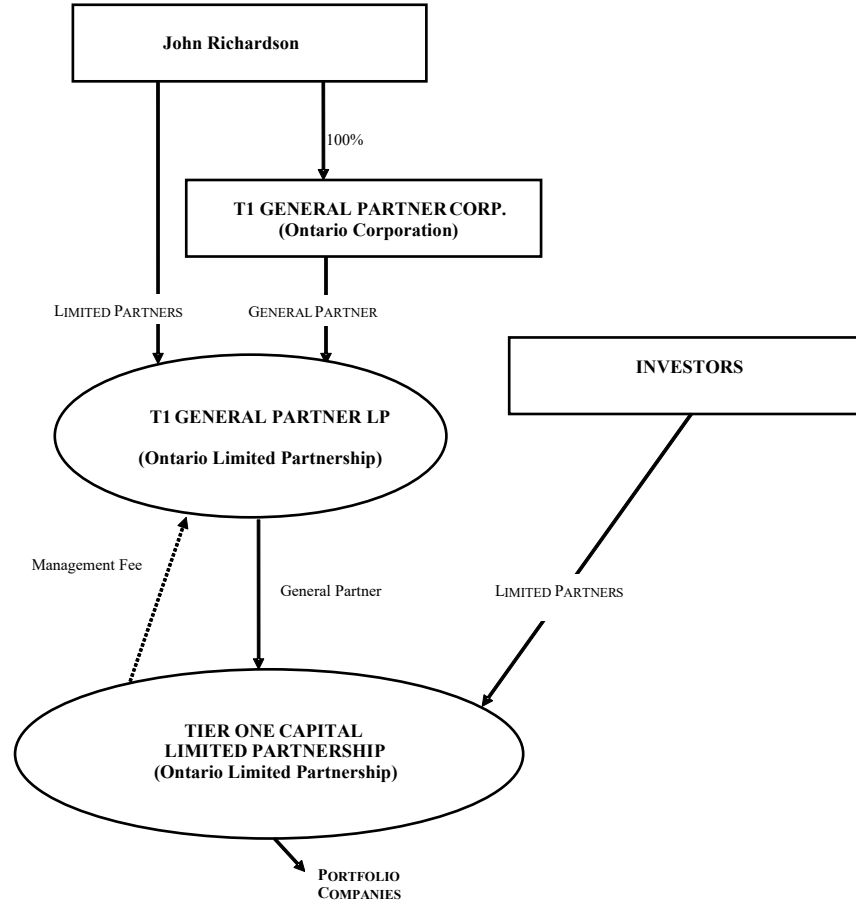 John Richardson
100%
T1 GENERAL PARTNER CORP.
(Ontario Corporation)
LIMITED PARTNERS
GENERAL PARTNER
INVESTORS
T1 GENERAL PARTNER LP
(Ontario Limited Partnership)
Management Fee
General Partner
LIMITED PARTNERS
TIER ONE CAPITAL
LIMITED PARTNERSHIP
(Ontario Limited Partnership)
PORTFOLIO
COMPANIES